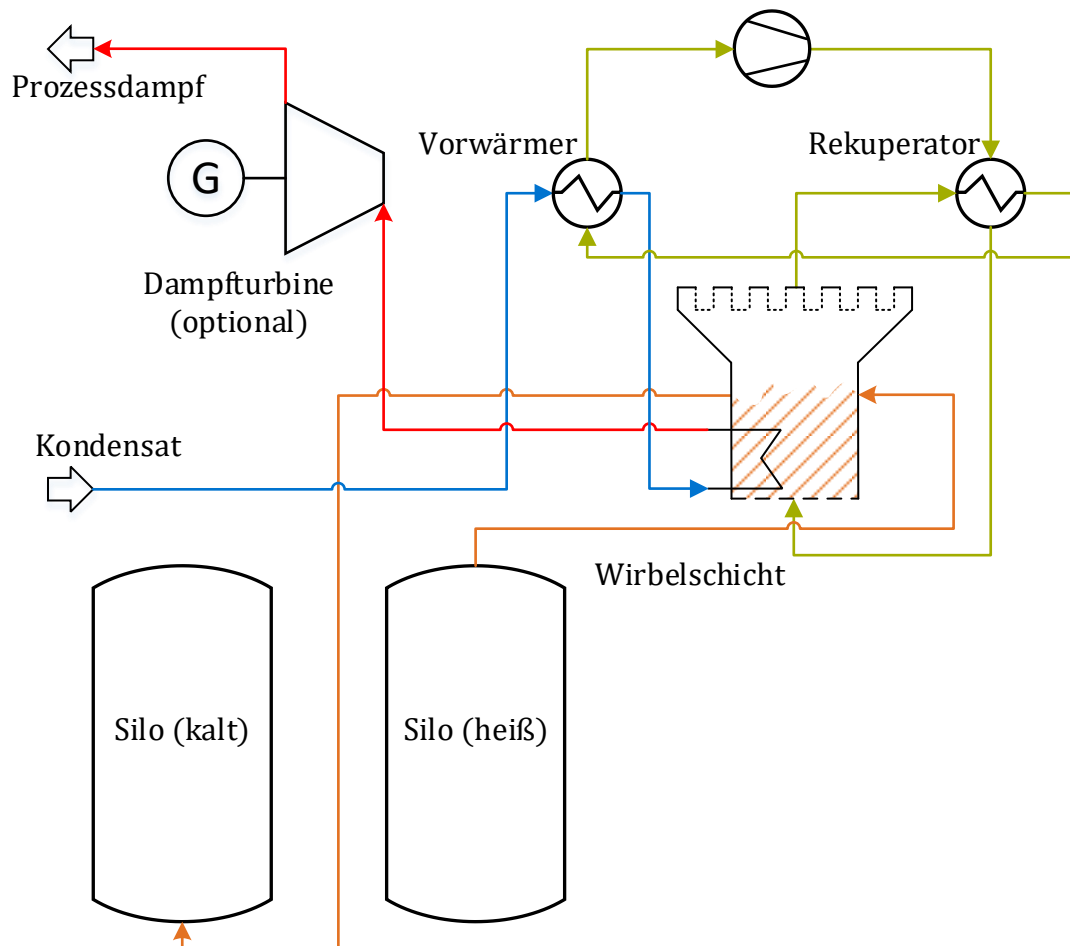 Prozessdampf
Vorwärmer
Rekuperator
G
Dampfturbine
(optional)
Kondensat
Wirbelschicht
Silo (kalt)
Silo (heiß)